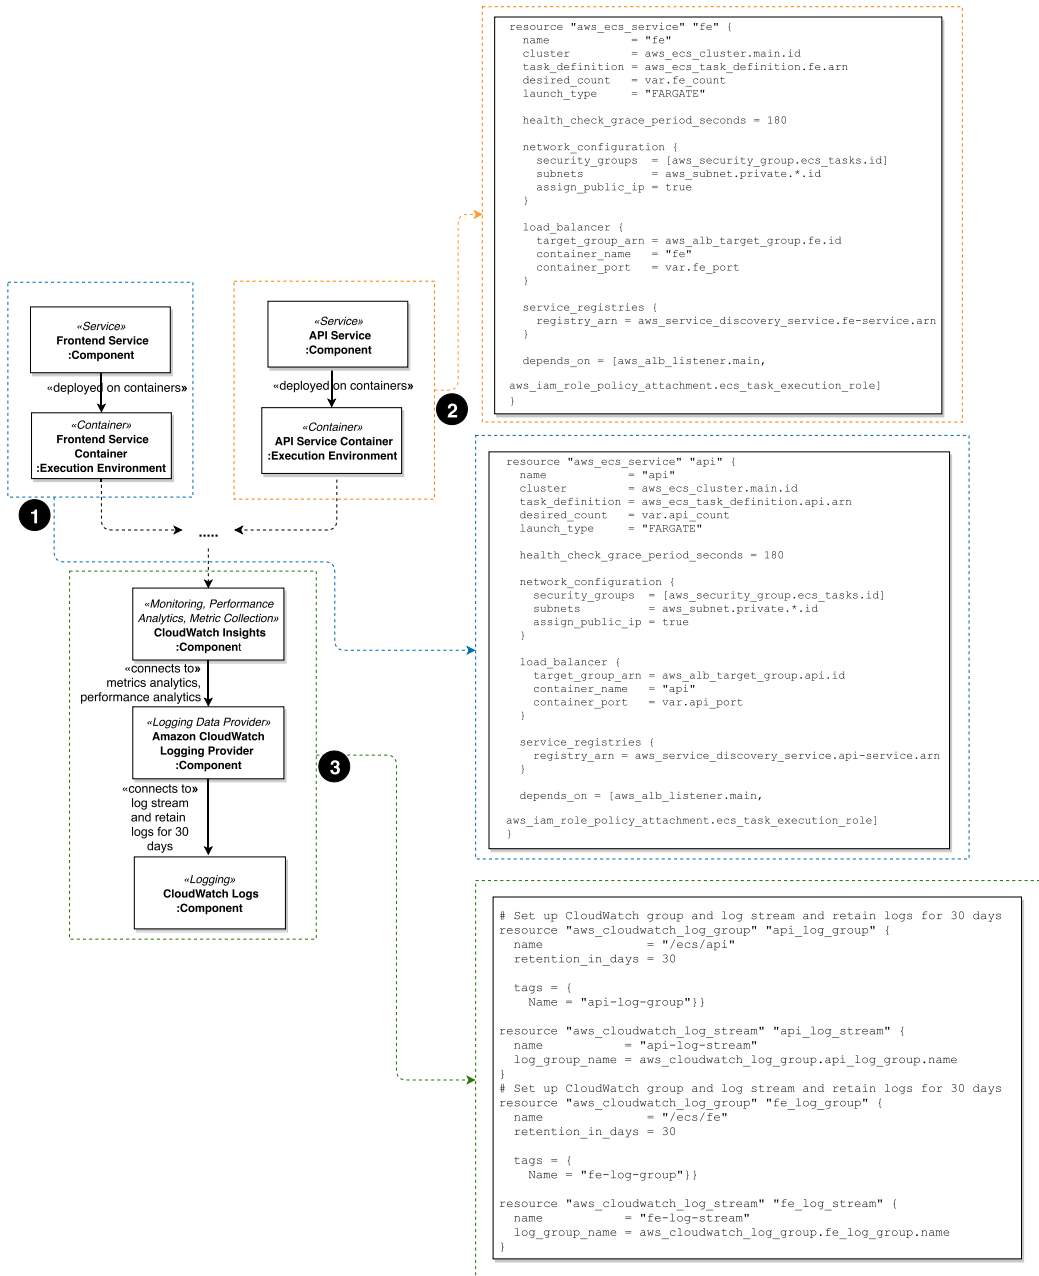 «Service»
Frontend Service
:Component
«deployed on containers»
«Container»
Frontend Service
Container
:Execution Environment
1
«Service»
API Service
:Component
«deployed on containers»
«Container»
API Service Container
:Execution Environment
2
.....
«Monitoring, Performance
Analytics, Metric Collection»
CloudWatch Insights
:Component
«connects to»
metrics analytics,
performance analytics
«Logging Data Provider»
Amazon CloudWatch
Logging Provider
:Component
3
«connects to»
log stream
and retain
logs for 30
days
«Logging»
CloudWatch Logs
:Component
resource "aws_ecs_service" "fe" {
  name            = "fe"
  cluster         = aws_ecs_cluster.main.id
  task_definition = aws_ecs_task_definition.fe.arn
  desired_count   = var.fe_count
  launch_type     = "FARGATE"
  health_check_grace_period_seconds = 180
  network_configuration {
    security_groups  = [aws_security_group.ecs_tasks.id]
    subnets          = aws_subnet.private.*.id
    assign_public_ip = true
  }
  load_balancer {
    target_group_arn = aws_alb_target_group.fe.id
    container_name   = "fe"
    container_port   = var.fe_port
  }
  service_registries {
    registry_arn = aws_service_discovery_service.fe-service.arn
  }
  depends_on = [aws_alb_listener.main,
aws_iam_role_policy_attachment.ecs_task_execution_role]
}
resource "aws_ecs_service" "api" {
  name            = "api"
  cluster         = aws_ecs_cluster.main.id
  task_definition = aws_ecs_task_definition.api.arn
  desired_count   = var.api_count
  launch_type     = "FARGATE"
  health_check_grace_period_seconds = 180
  network_configuration {
    security_groups  = [aws_security_group.ecs_tasks.id]
    subnets          = aws_subnet.private.*.id
    assign_public_ip = true
  }
  load_balancer {
    target_group_arn = aws_alb_target_group.api.id
    container_name   = "api"
    container_port   = var.api_port
  }
  service_registries {
    registry_arn = aws_service_discovery_service.api-service.arn
  }
  depends_on = [aws_alb_listener.main,
aws_iam_role_policy_attachment.ecs_task_execution_role]
}
# Set up CloudWatch group and log stream and retain logs for 30 days
resource "aws_cloudwatch_log_group" "api_log_group" {
  name              = "/ecs/api"
  retention_in_days = 30
  tags = {
    Name = "api-log-group"}}
resource "aws_cloudwatch_log_stream" "api_log_stream" {
  name           = "api-log-stream"
  log_group_name = aws_cloudwatch_log_group.api_log_group.name
}
# Set up CloudWatch group and log stream and retain logs for 30 days
resource "aws_cloudwatch_log_group" "fe_log_group" {
  name              = "/ecs/fe"
  retention_in_days = 30
  tags = {
    Name = "fe-log-group"}}
resource "aws_cloudwatch_log_stream" "fe_log_stream" {
  name           = "fe-log-stream"
  log_group_name = aws_cloudwatch_log_group.fe_log_group.name
}